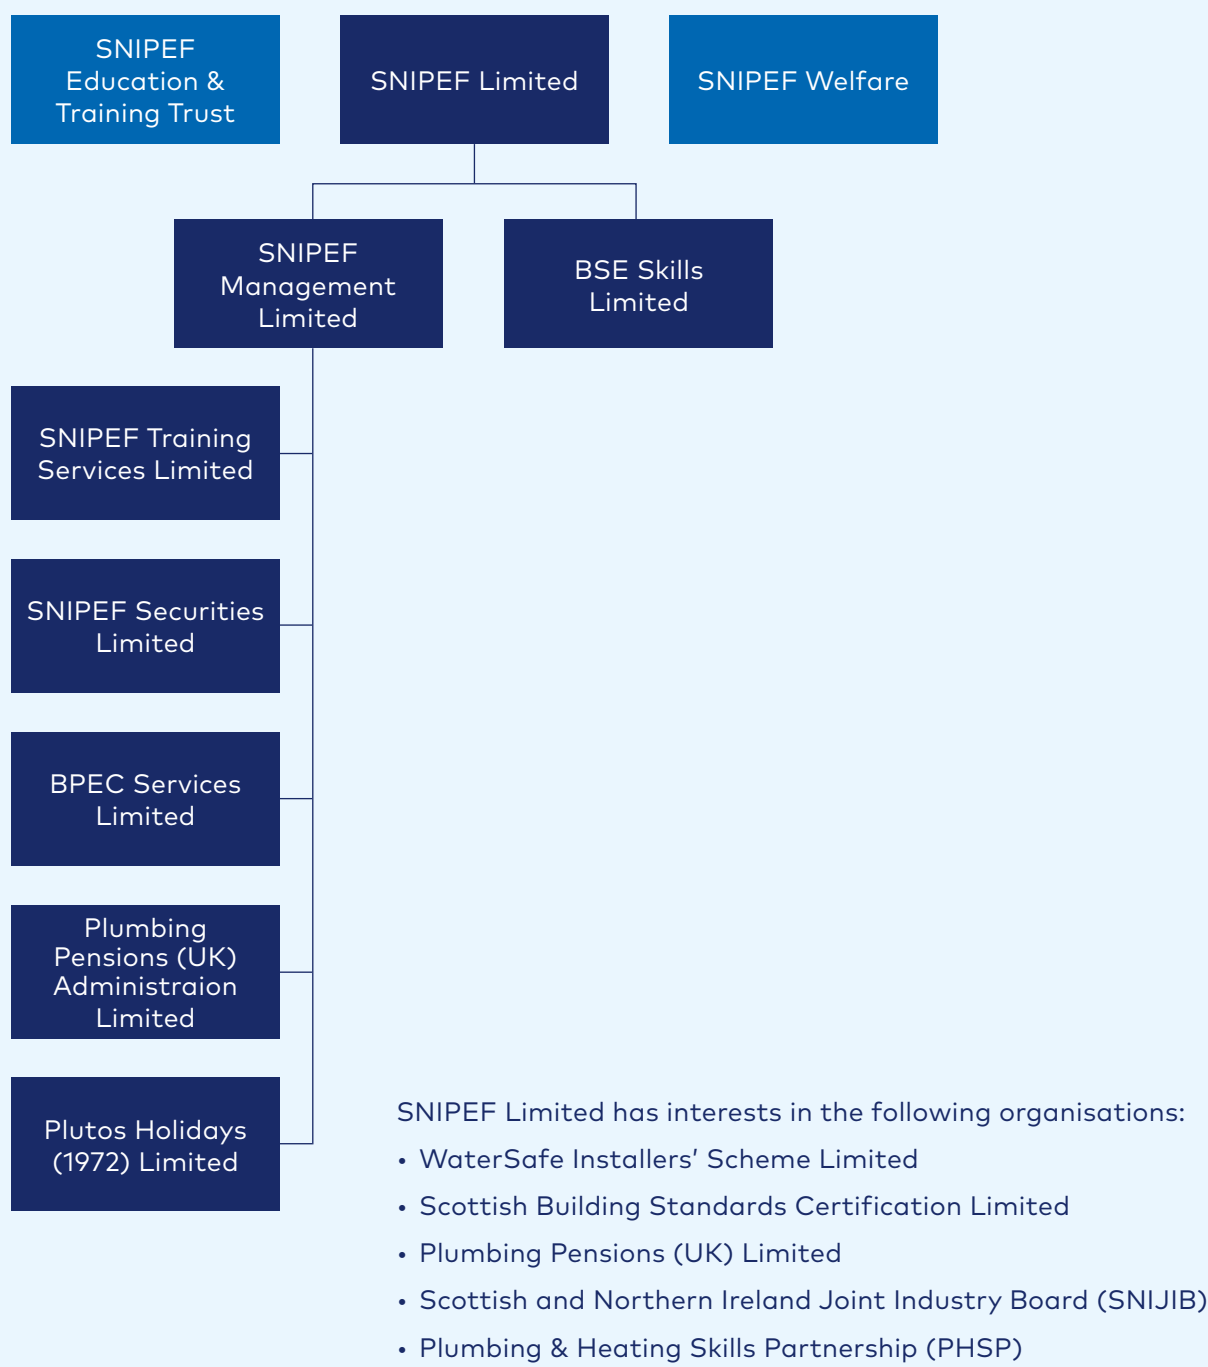 SNIPEF
Education &
Training Trust
SNIPEF Limited
SNIPEF Welfare
SNIPEF
Management
Limited
BSE Skills
Limited
SNIPEF Training
Services Limited
SNIPEF Securities
Limited
BPEC Services
Limited
Plumbing
Pensions (UK)
Administraion
Limited
Plutos Holidays
(1972) Limited
SNIPEF Limited has interests in the following organisations:
• WaterSafe Installers’ Scheme Limited
• Scottish Building Standards Certification Limited
• Plumbing Pensions (UK) Limited
• Scottish and Northern Ireland Joint Industry Board (SNIJIB)
• Plumbing & Heating Skills Partnership (PHSP)